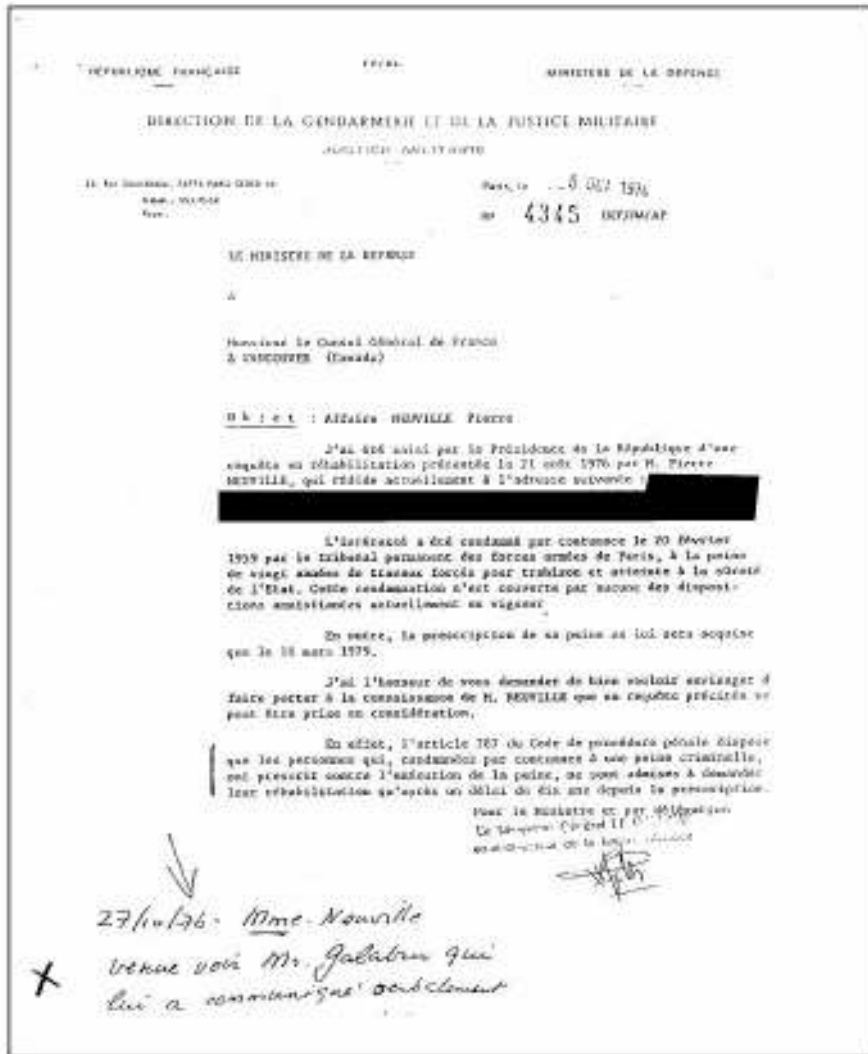 RÉPUBLIQUE FRANÇAISE
MINISTERE DE LA DEFENSE
DIRECTION DE LA GENDARMERIE ET DE LA JUSTICE MILITAIRE
JUSTICE MILITAIRE
Paris, le 1976
N° 4345 DEF/JM/AP
LE MINISTRE DE LA DEFENSE
à
Monsieur le Consul Général de France
à VANCOUVER (Canada)
Objet : Affaire NEUVILLE Pierre
J'ai été saisi par la Présidence de la République d'une
requête en réhabilitation présentée le 21 août 1976 par M. Pierre
NEUVILLE, qui réside actuellement à l'adresse suivante :
L'intéressé a été condamné par contumace le 20 février
1959 par le tribunal permanent des forces armées de Paris, à la peine
de vingt années de travaux forcés pour trahison et atteinte à la sûreté
de l'Etat. Cette condamnation n'est couverte par aucune des disposi-
tions amnistiantes actuellement en vigueur
En outre, la prescription de sa peine ne lui sera acquise
que le mars 1979.
J'ai l'honneur de vous demander de bien vouloir envisager d
faire porter à la connaissance de M. NEUVILLE que sa requête précitée ne
peut être prise en considération.
En effet, l'article 787 du Code de procédure pénale dispose
que les personnes qui, condamnées par contumace à une peine criminelle,
ont prescrit contre l'exécution de la peine, ne sont admises à demander
leur réhabilitation qu'après un délai de dix ans depuis la prescription.
Pour le Ministre et par délégation
27/10/76 - Mme Neuville
venue voir Mr. Galabru qui
lui a communiqué verbalement
X